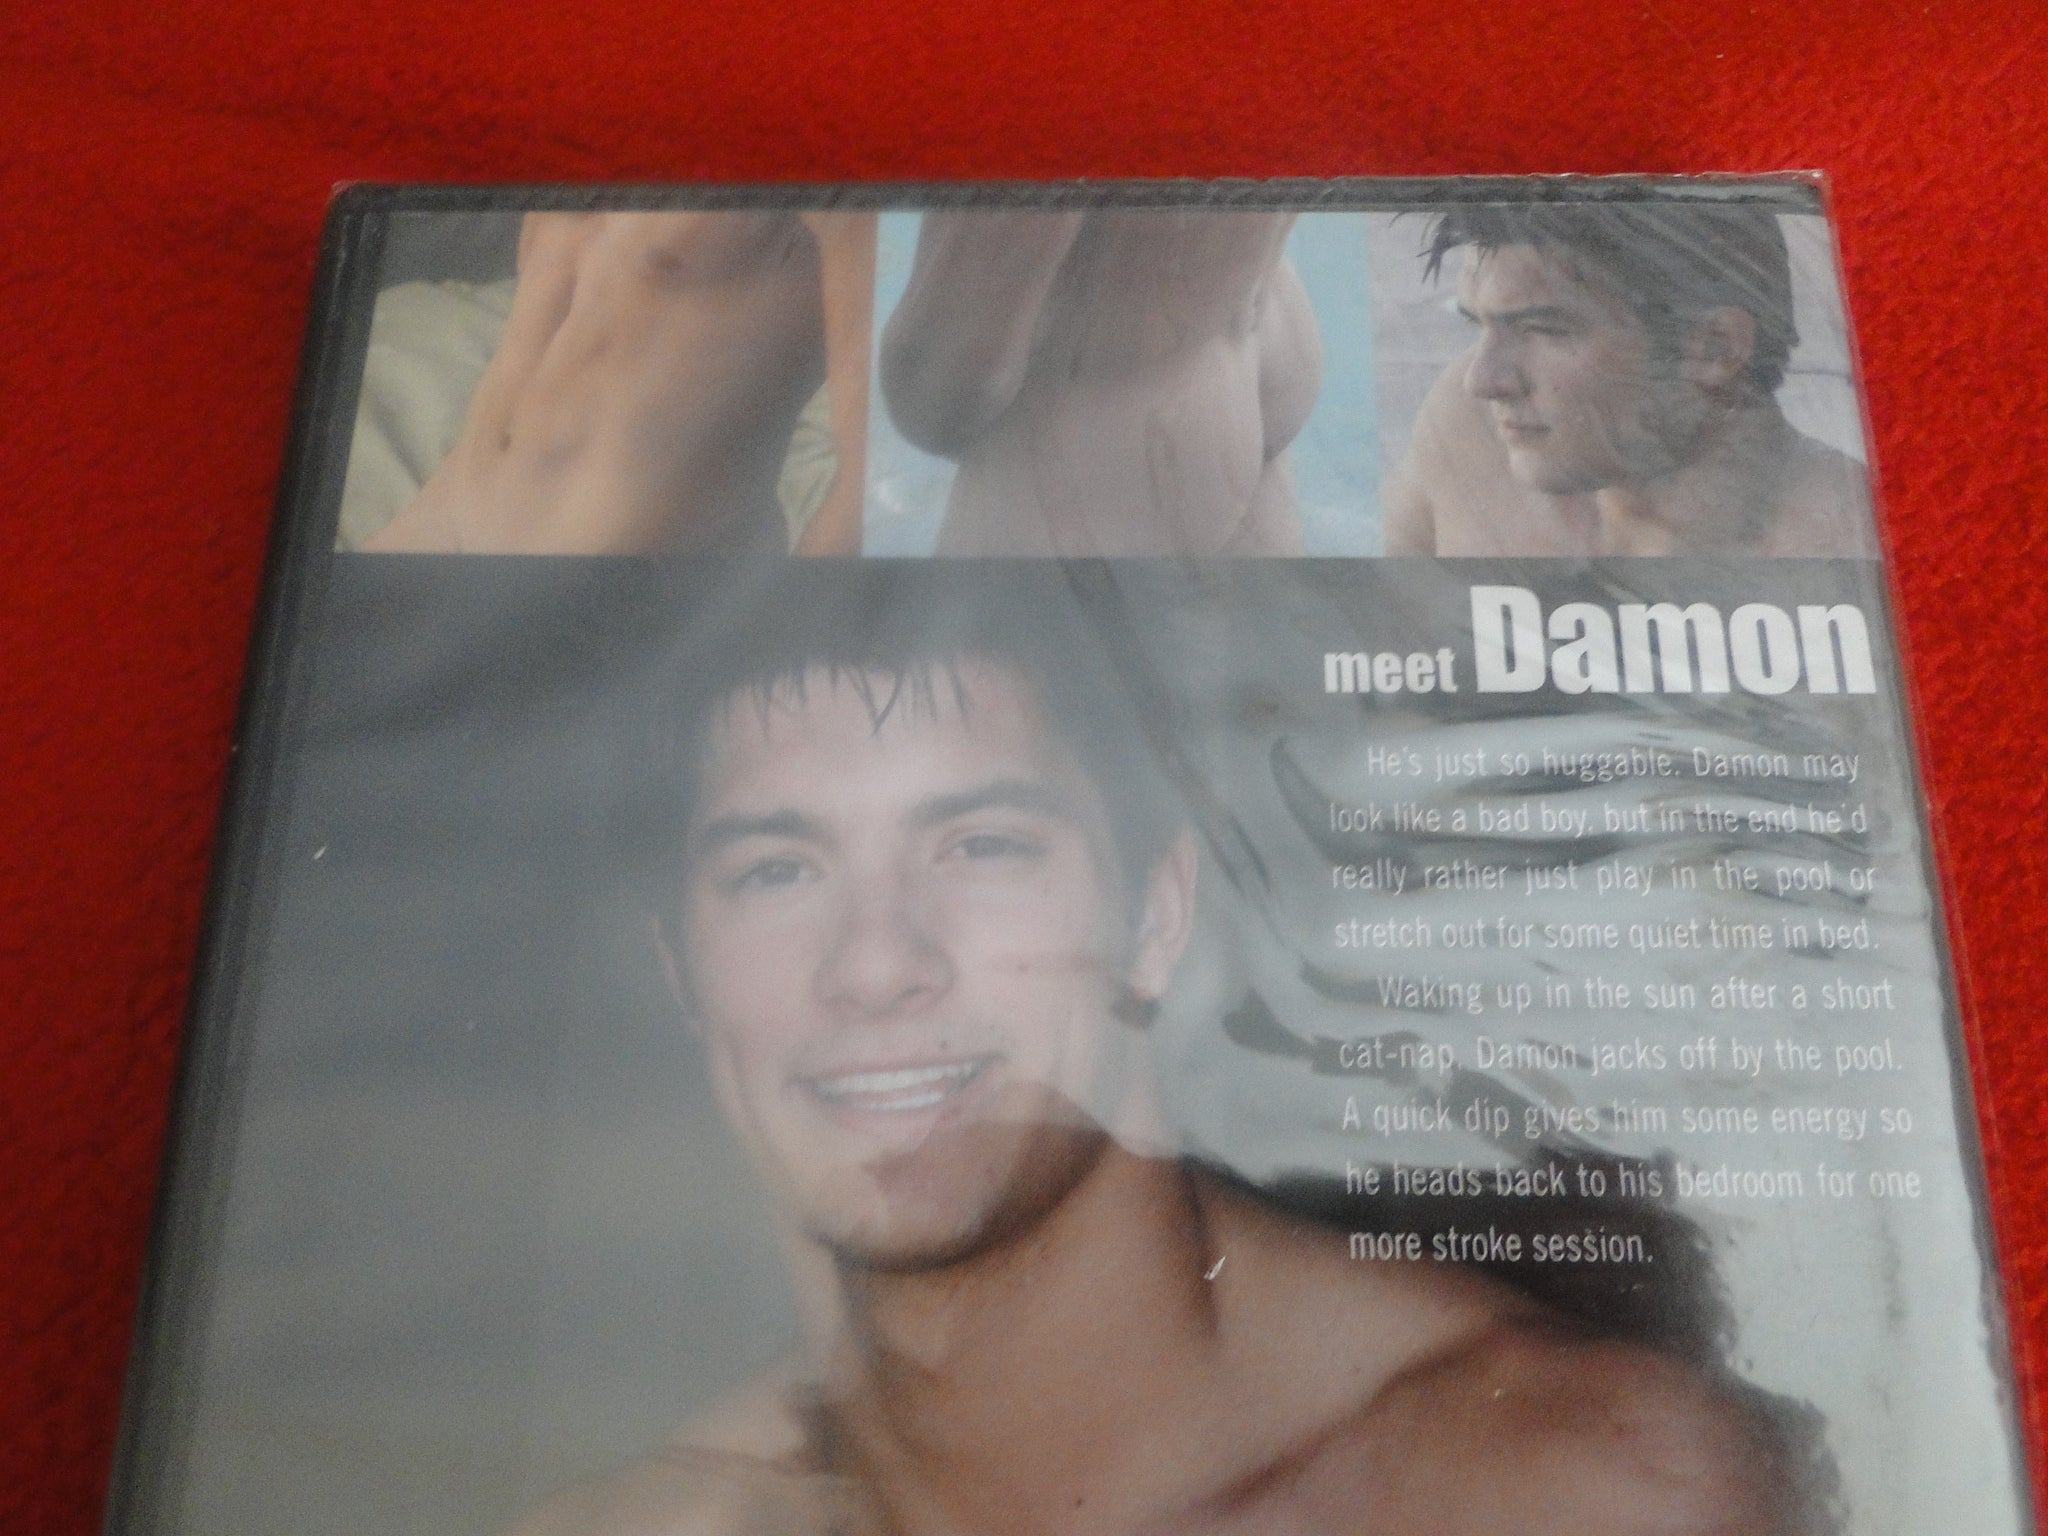 meet Damon
He's just so huggable. Damon may
look like a bad boy, but in the end he'd
really rather just play in the pool or
stretch out for some quiet time in bed.
Waking up in the sun after a short
cat-nap, Damon jacks off by the pool.
A quick dip gives him some energy so
he heads back to his bedroom for one
more stroke session.